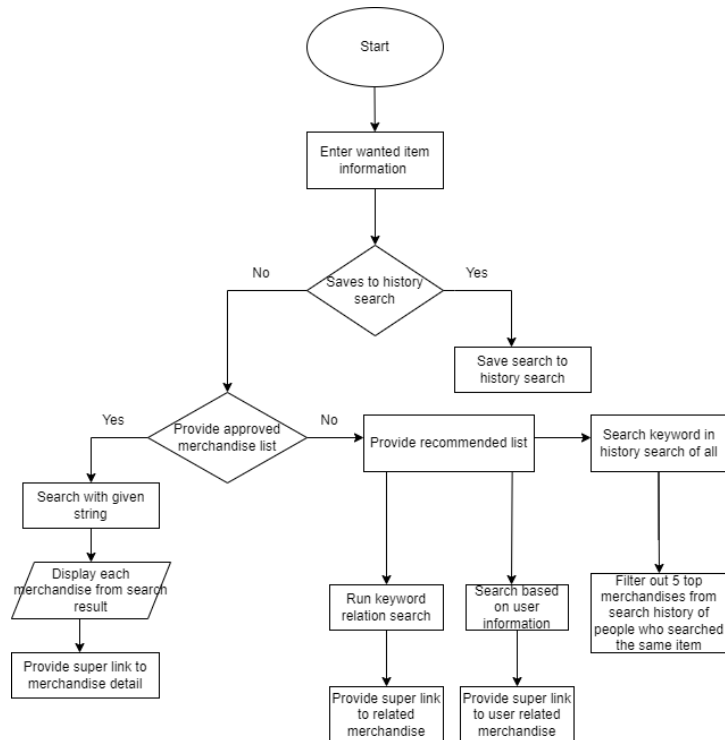 Start
Enter wanted item
information
No
Yes
Saves to history
search
Save search to
history search
Yes
Provide approved
merchandise list
No
Provide recommended list
Search keyword in
history search of all
Search with given
string
Display each
merchandise from search
result
Run keyword
relation search
Search based
on user
information
Filter out 5 top
merchandises from
search history of
people who searched
the same item
Provide super link to
merchandise detail
Provide super link
to related
merchandise
Provide super link
to user related
merchandise